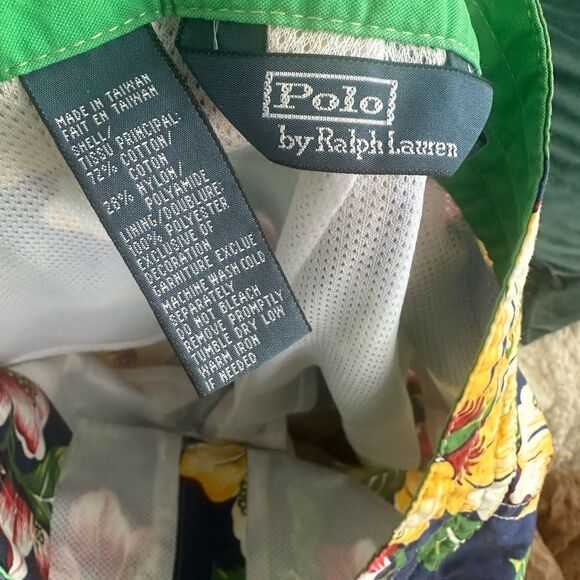 Polo
by Ralph Lauren
MADE IN TAIWAN
FAIT EN TAIWAN
SHELL/
TISSU PRINCIPAL:
72% COTTON/
COTON
28% NYLON/
POLYAMIDE
LINING/DOUBLURE:
100% POLYESTER
EXCLUSIVE OF
DECORATION
GARNITURE EXCLUE
MACHINE WASH COLD
SEPARATELY
DO NOT BLEACH
REMOVE PROMPTLY
TUMBLE DRY LOW
WARM IRON
IF NEEDED